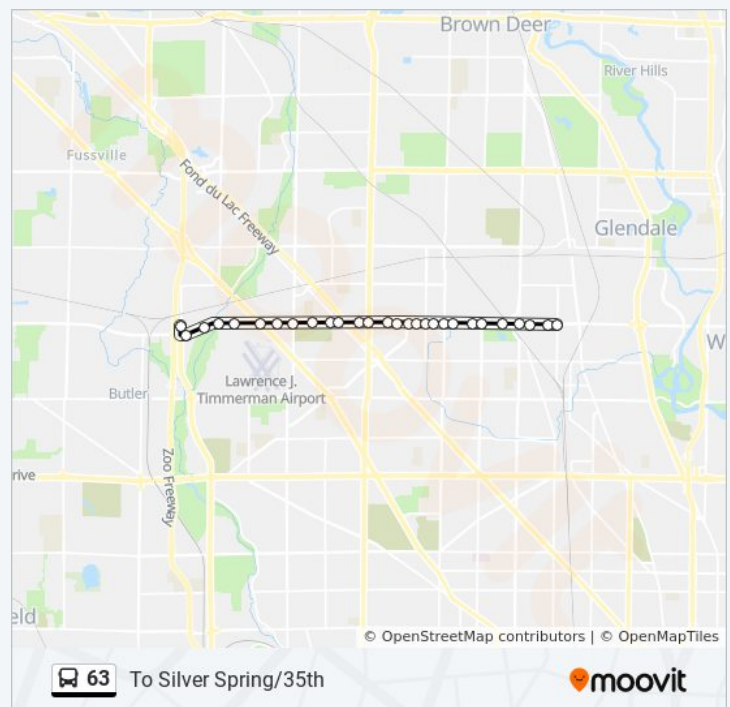 Brown Deer
River Hills
Fussville
Fond du Lac Freeway
Glendale
W
Lawrence J.
Timmerman Airport
Butler
rive
Zoo Freeway
eld
© OpenStreetMap contributors | © OpenMapTiles
63 To Silver Spring/35th
moovit